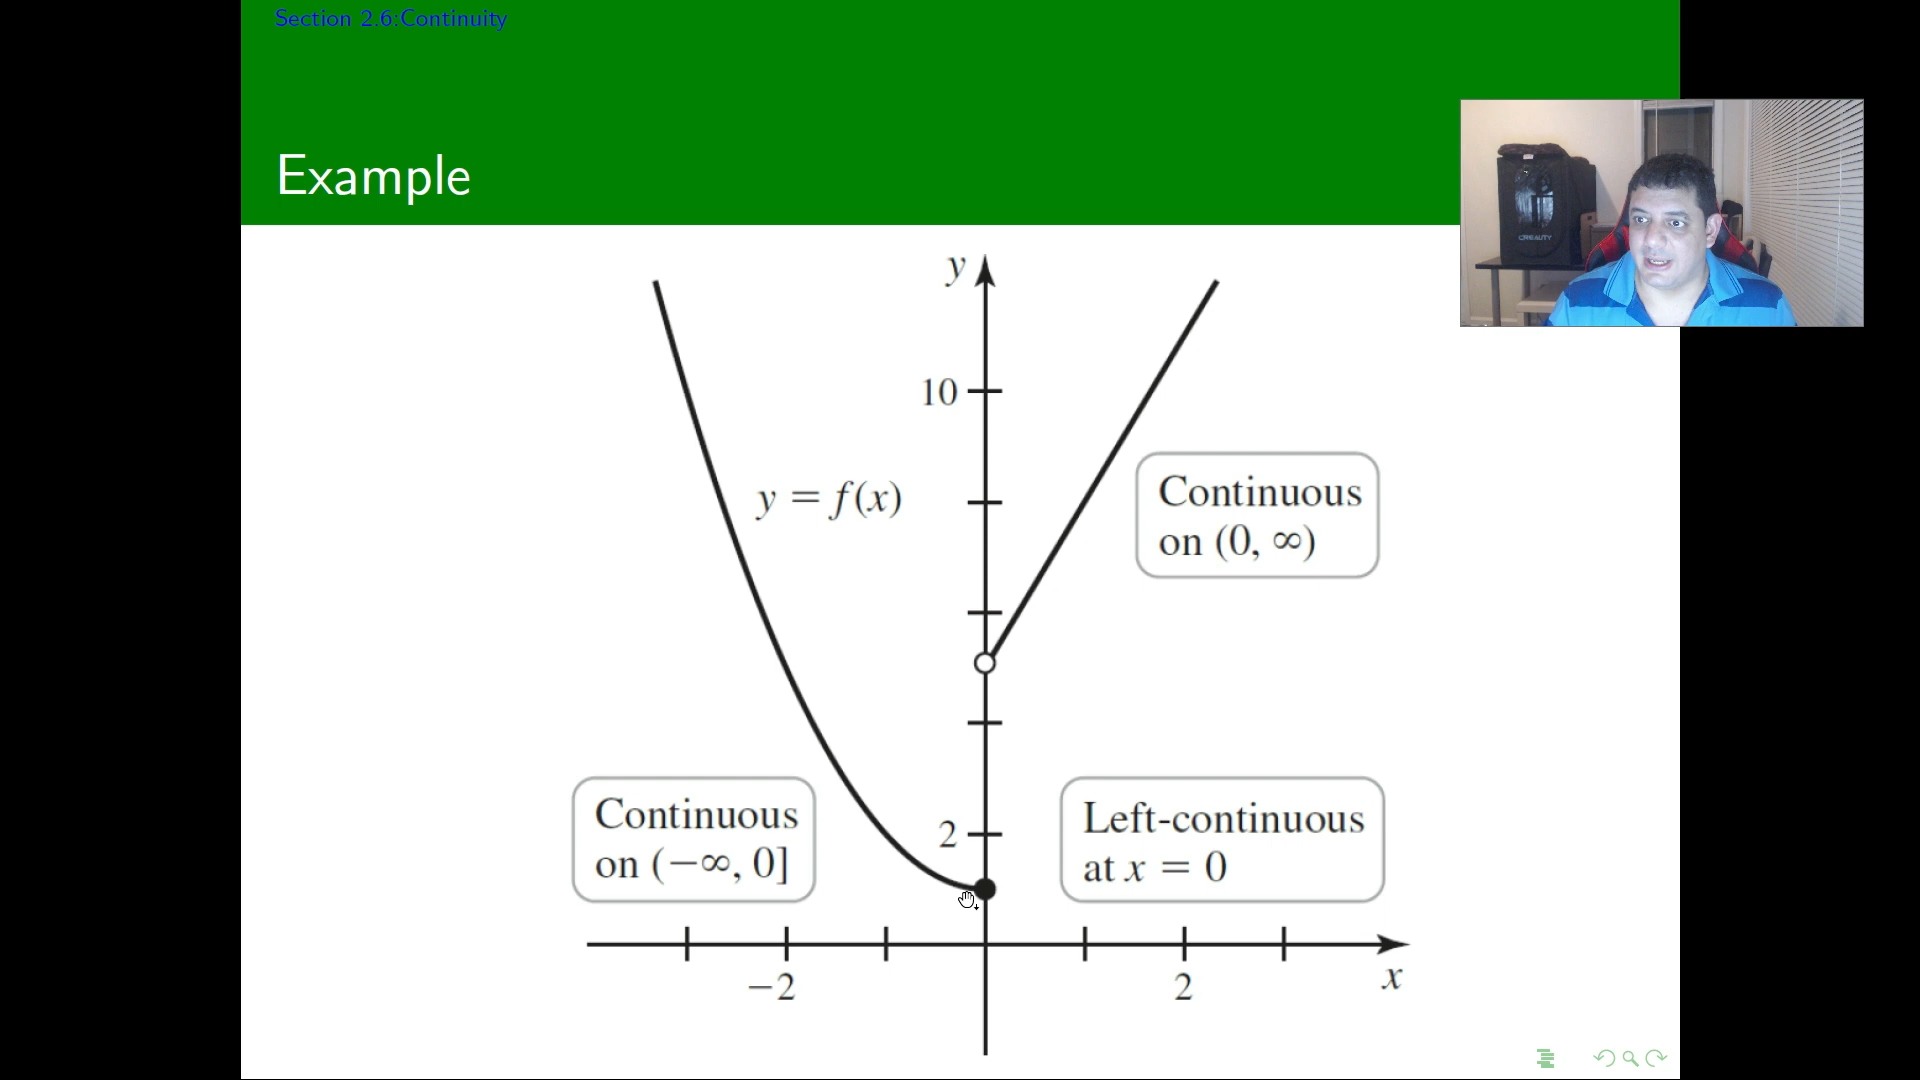 Section 2.6:Continuity
Example
y
10
y = f(x)
Continuous
on (0, ∞)
Continuous
on (−∞, 0]
2
Left-continuous
at x = 0
−2
2
x
CREALITY